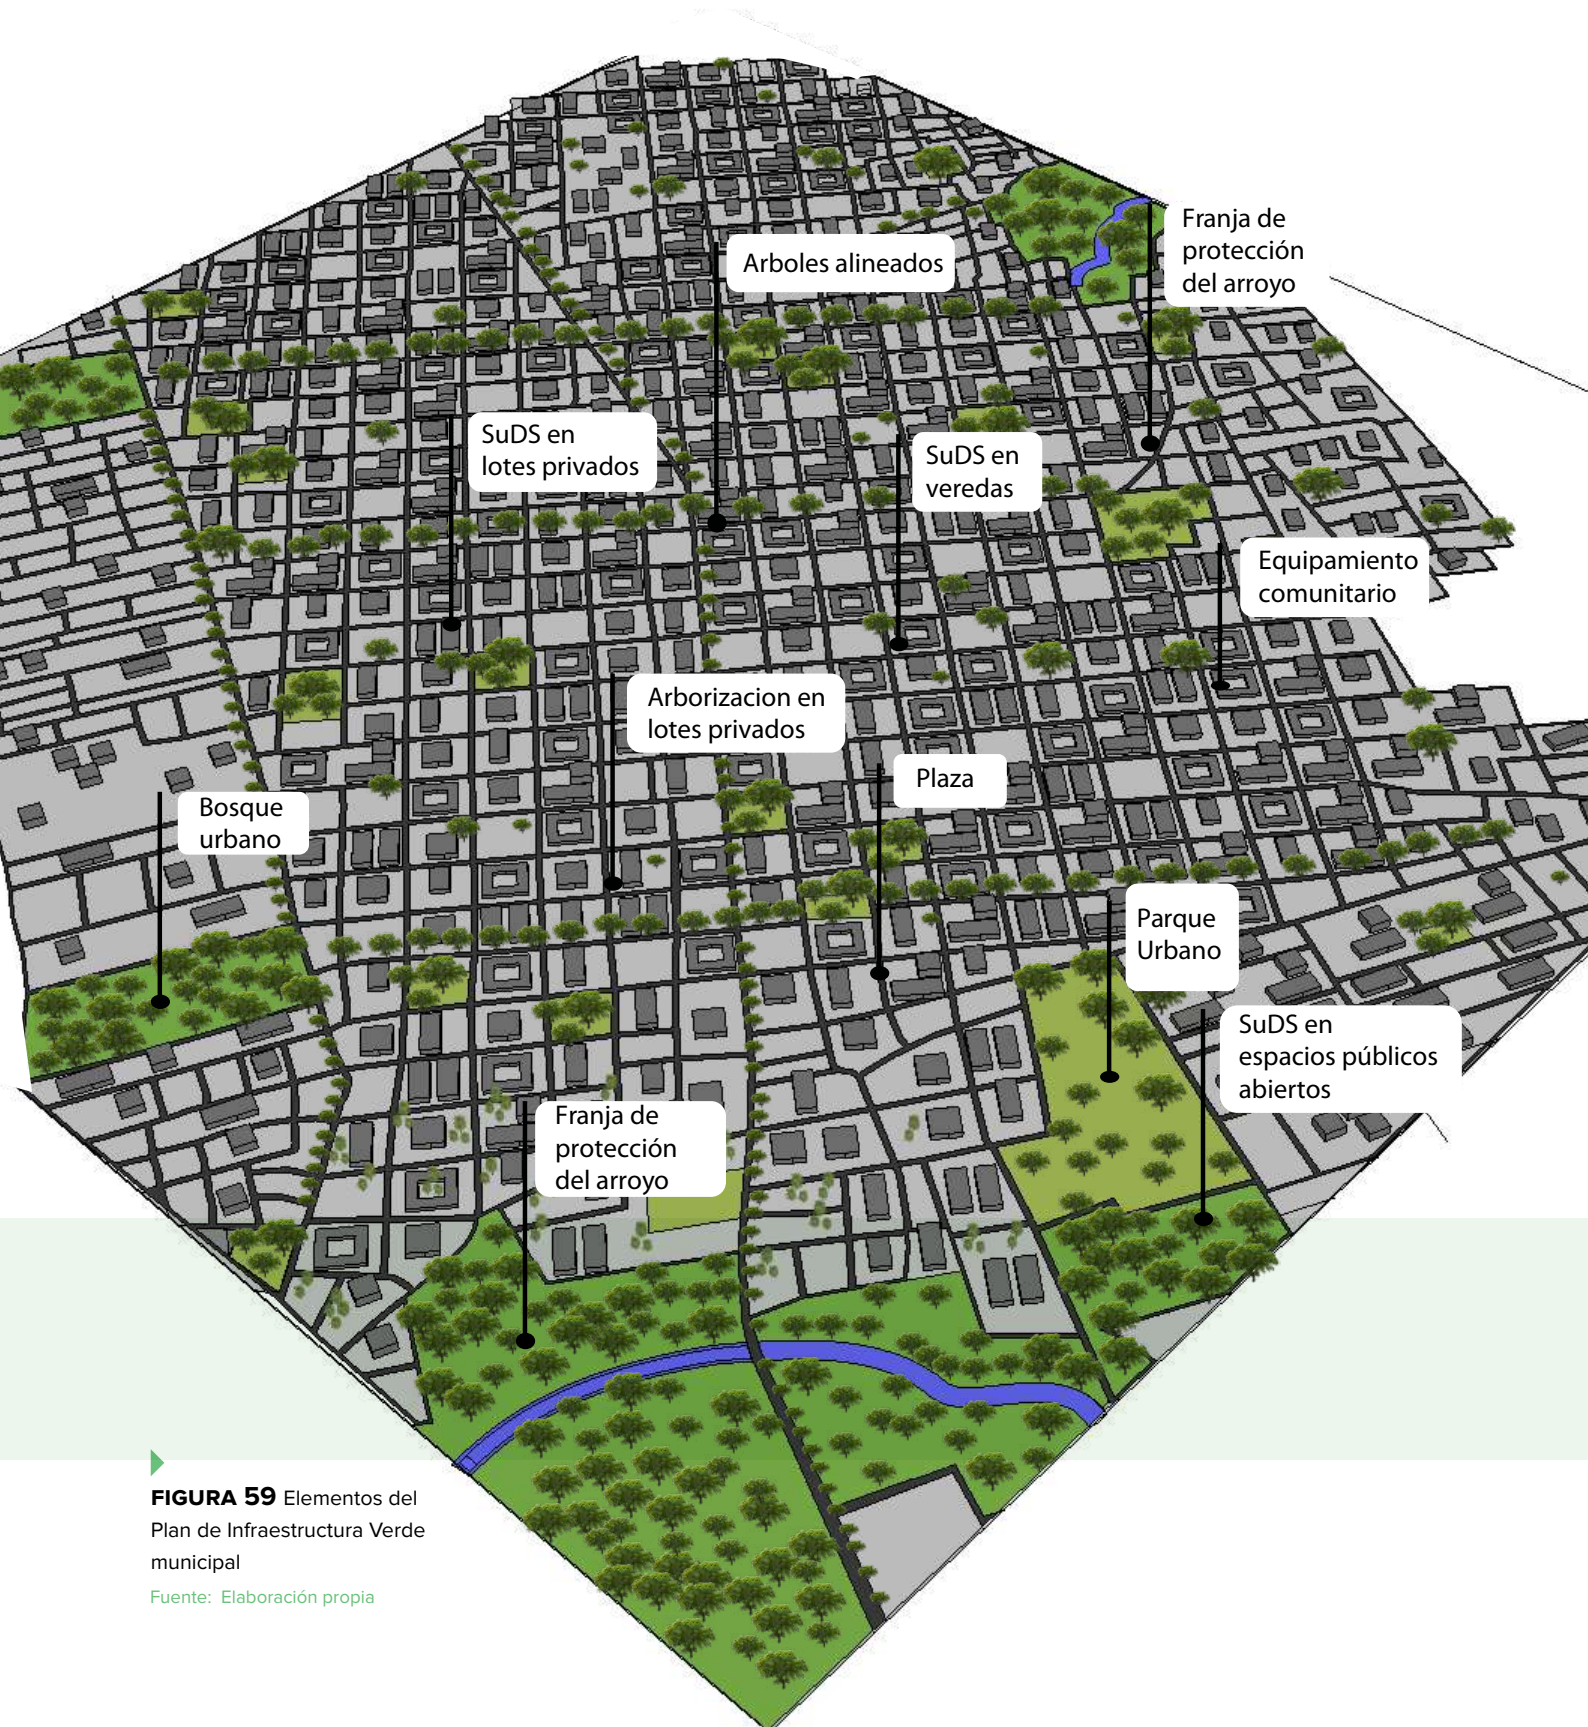 Franja de
protección
del arroyo
Arboles alineados
SuDS en
lotes privados
SuDS en
veredas
Equipamiento
comunitario
Arborizacion en
lotes privados
Plaza
Bosque
urbano
Parque
Urbano
SuDS en
espacios públicos
abiertos
Franja de
protección
del arroyo
FIGURA 59 Elementos del
Plan de Infraestructura Verde
municipal
Fuente: Elaboración propia